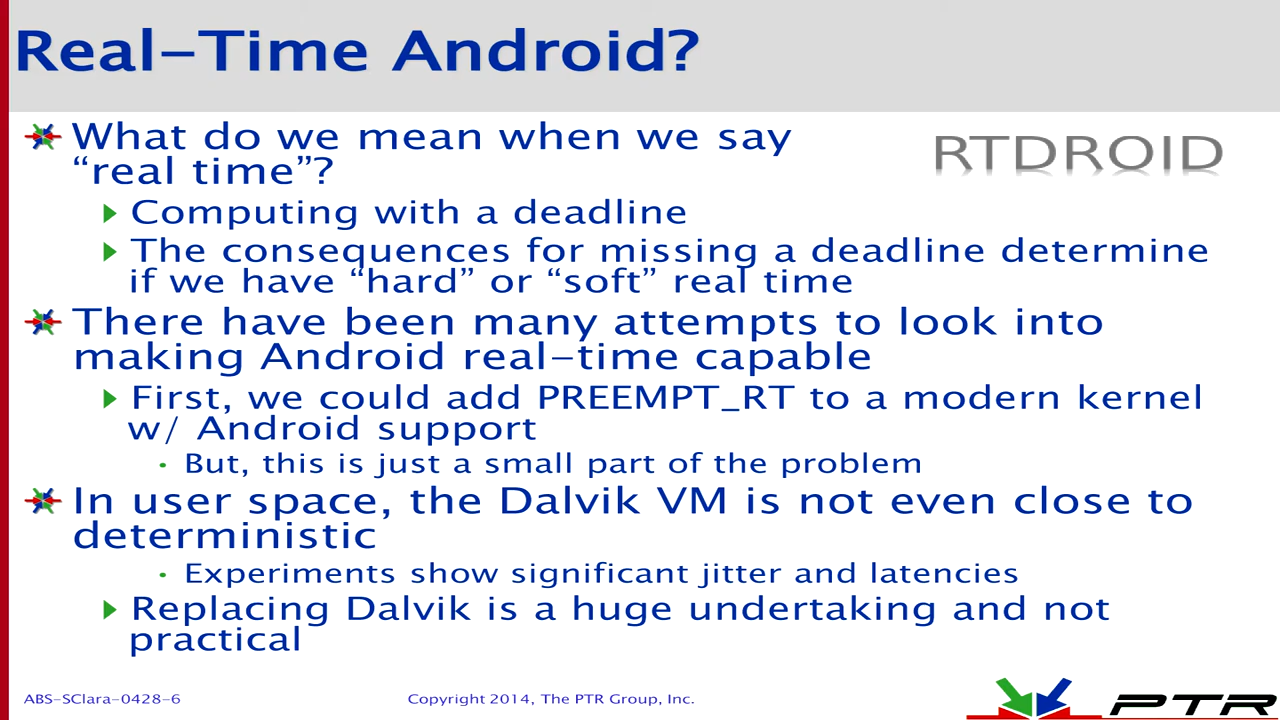 Real-Time Android?
What do we mean when we say
“real time”?
RTDROID
Computing with a deadline
The consequences for missing a deadline determine
if we have “hard” or “soft” real time
There have been many attempts to look into
making Android real-time capable
First, we could add PREEMPT_RT to a modern kernel
w/ Android support
But, this is just a small part of the problem
In user space, the Dalvik VM is not even close to
deterministic
Experiments show significant jitter and latencies
Replacing Dalvik is a huge undertaking and not
practical
ABS-SClara-0428-6
Copyright 2014, The PTR Group, Inc.
PTR